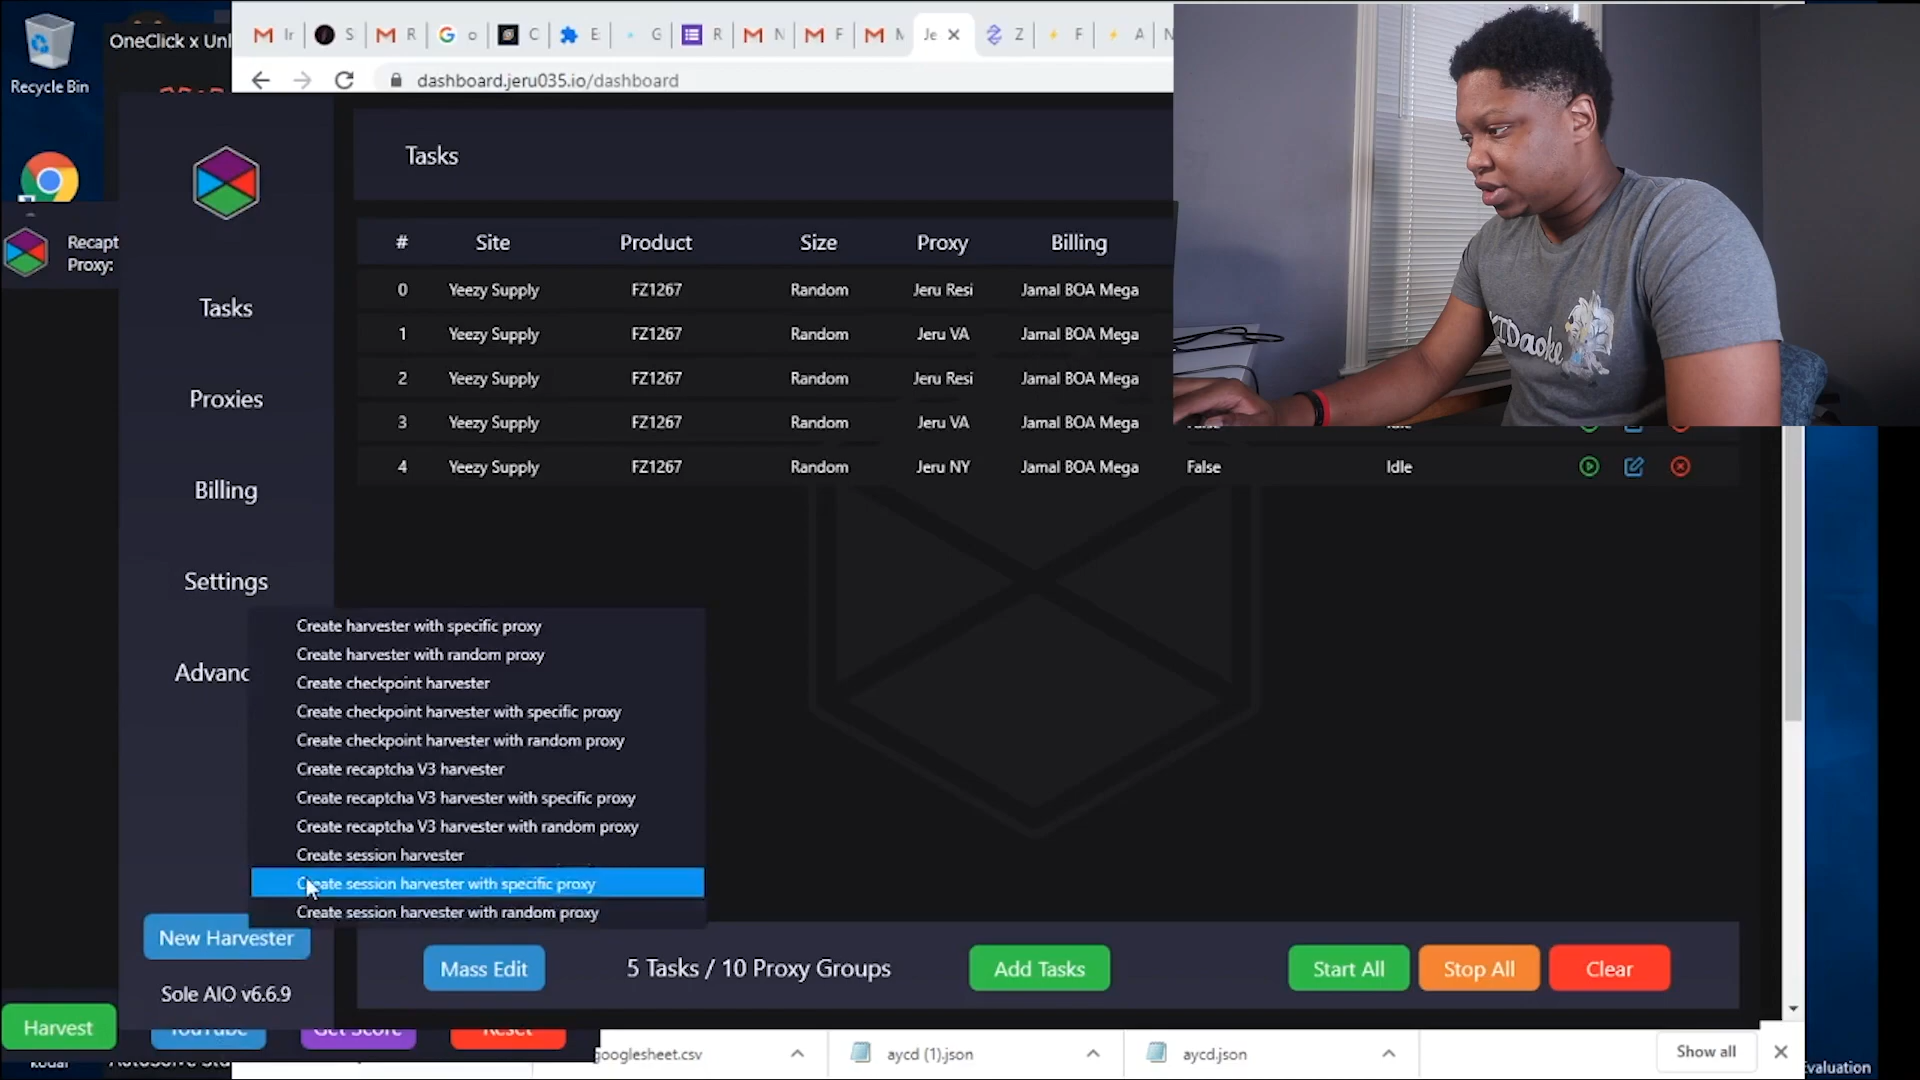 Recycle Bin
OneClick x Unl
Ir
S
R
o
C
E
G
R
N
F
M
Je
Z
F
A
N
dashboard.jeru035.io/dashboard
Recapt
Proxy:
Tasks
Proxies
Billing
Settings
Advanc
Tasks
# Site Product Size Proxy Billing
0 Yeezy Supply FZ1267 Random Jeru Resi Jamal BOA Mega
1 Yeezy Supply FZ1267 Random Jeru VA Jamal BOA Mega
2 Yeezy Supply FZ1267 Random Jeru Resi Jamal BOA Mega
3 Yeezy Supply FZ1267 Random Jeru VA Jamal BOA Mega
4 Yeezy Supply FZ1267 Random Jeru NY Jamal BOA Mega False Idle
KIDaoke
Create harvester with specific proxy
Create harvester with random proxy
Create checkpoint harvester
Create checkpoint harvester with specific proxy
Create checkpoint harvester with random proxy
Create recaptcha V3 harvester
Create recaptcha V3 harvester with specific proxy
Create recaptcha V3 harvester with random proxy
Create session harvester
Create session harvester with specific proxy
Create session harvester with random proxy
New Harvester
Sole AIO v6.6.9
Mass Edit 5 Tasks / 10 Proxy Groups Add Tasks Start All Stop All Clear
Harvest YouTube Get Score Reset
googlesheet.csv aycd (1).json aycd.json Show all
Evaluation